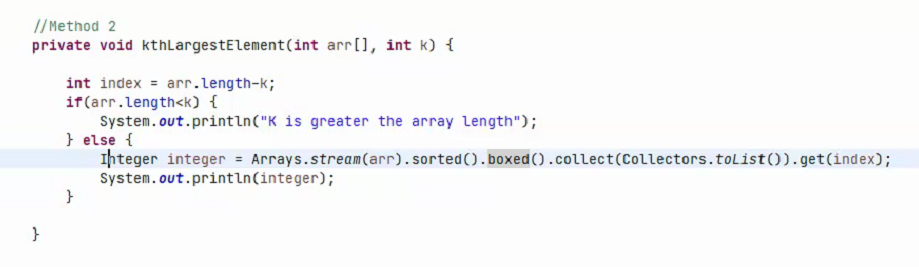 //Method 2
private void kthLargestElement(int arr[], int k) {
int index = arr.length-k;
if(arr.length<k) {
System.out.println("K is greater the array length");
} else {
Integer integer = Arrays.stream(arr).sorted().boxed().collect(Collectors.toList()).get(index);
System.out.println(integer);
}
}